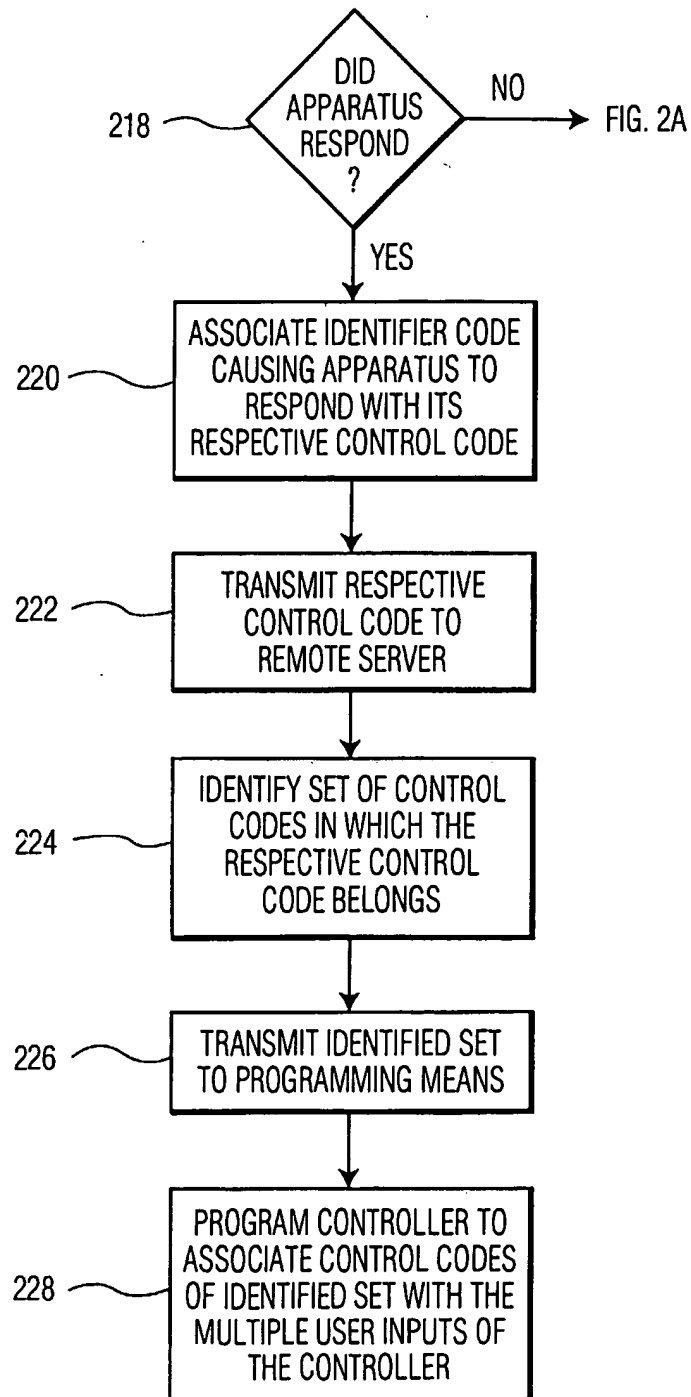 DID
APPARATUS
RESPOND
?
218
NO
FIG. 2A
YES
220
ASSOCIATE IDENTIFIER CODE
CAUSING APPARATUS TO
RESPOND WITH ITS
RESPECTIVE CONTROL CODE
222
TRANSMIT RESPECTIVE
CONTROL CODE TO
REMOTE SERVER
224
IDENTIFY SET OF CONTROL
CODES IN WHICH THE
RESPECTIVE CONTROL
CODE BELONGS
226
TRANSMIT IDENTIFIED SET
TO PROGRAMMING MEANS
228
PROGRAM CONTROLLER TO
ASSOCIATE CONTROL CODES
OF IDENTIFIED SET WITH THE
MULTIPLE USER INPUTS OF
THE CONTROLLER